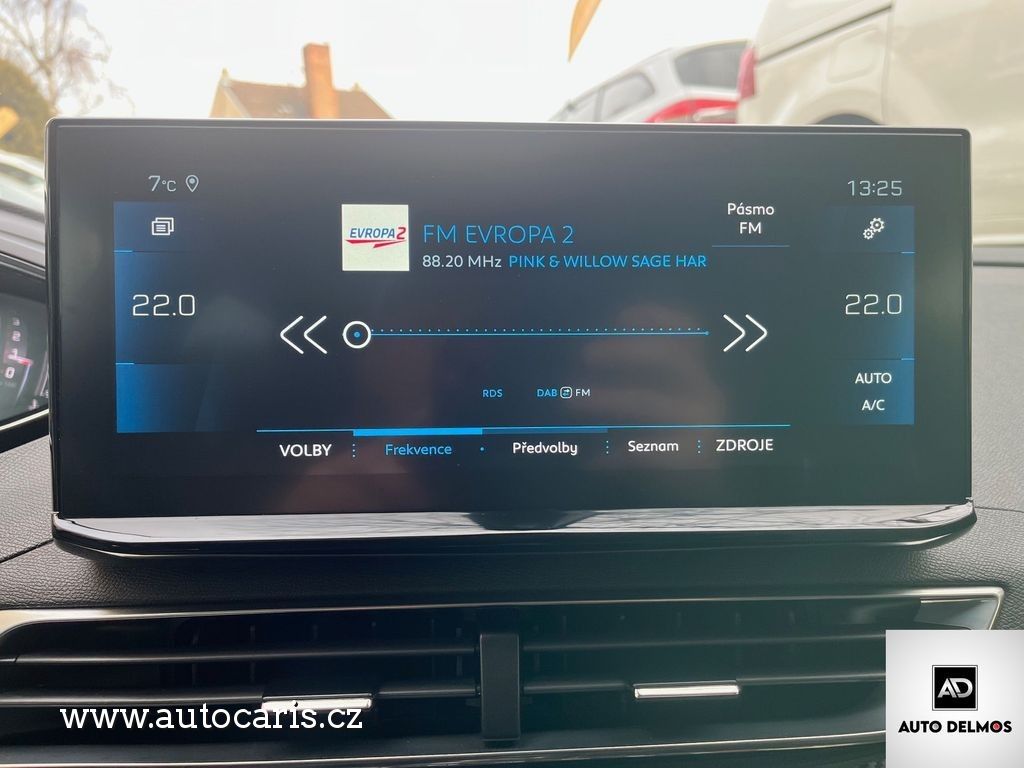 7°C
13:25
EVROPA 2
FM EVROPA 2
88.20 MHz PINK & WILLOW SAGE HAR
Pásmo
FM
22.0
22.0
RDS
DAB FM
AUTO
A/C
VOLBY
Frekvence
Předvolby
Seznam
ZDROJE
www.autocaris.cz
AD
AUTO DELMOS